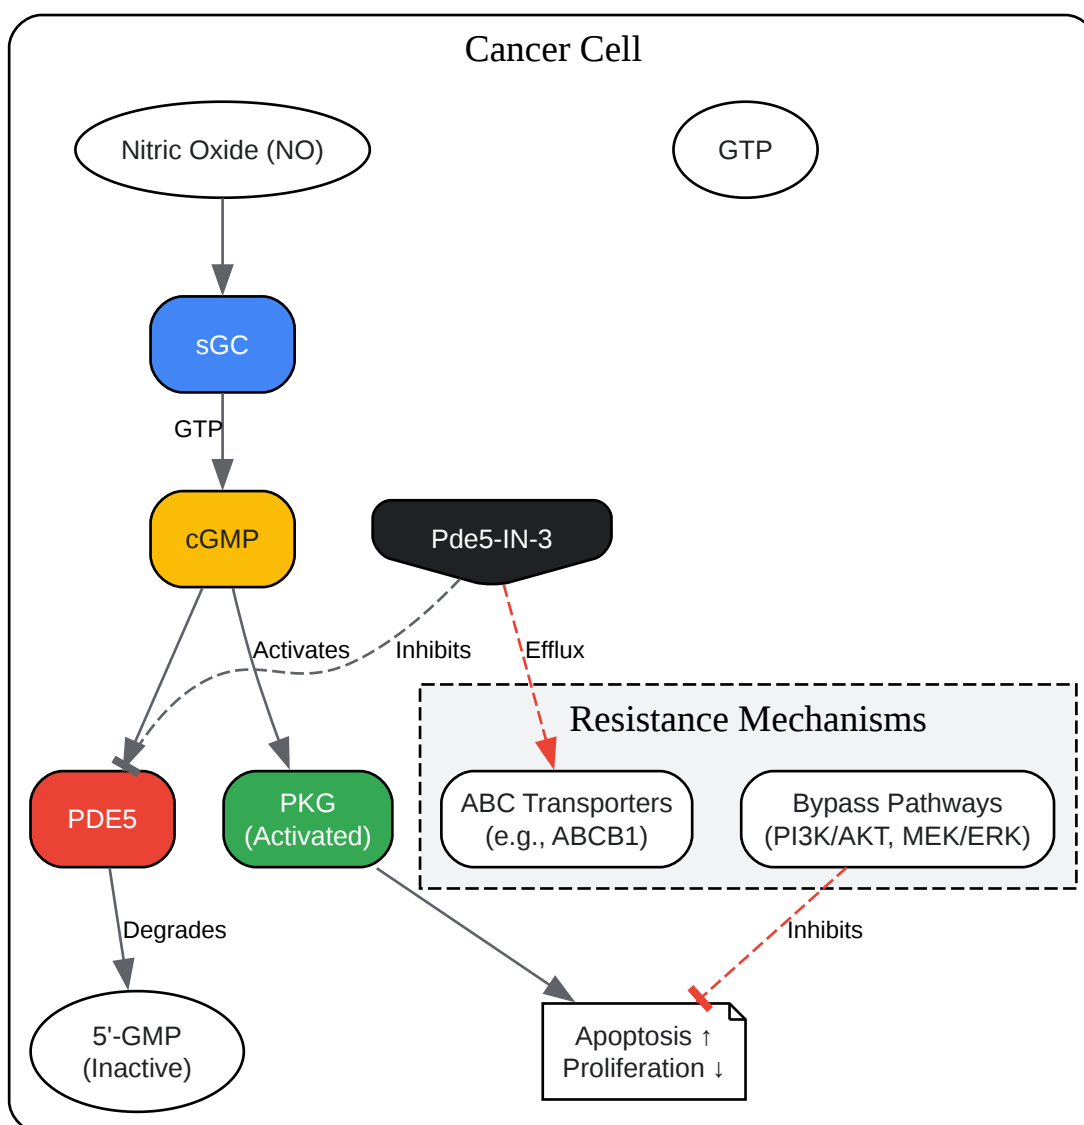 Cancer Cell
Nitric Oxide (NO)
GTP
sGC
GTP
cGMP
Pde5-IN-3
Activates
Inhibits
Efflux
Resistance Mechanisms
PDE5
PKG
(Activated)
ABC Transporters
(e.g., ABCB1)
Bypass Pathways
(PI3K/AKT, MEK/ERK)
Degrades
Inhibits
5'-GMP
(Inactive)
Apoptosis ↑
Proliferation ↓